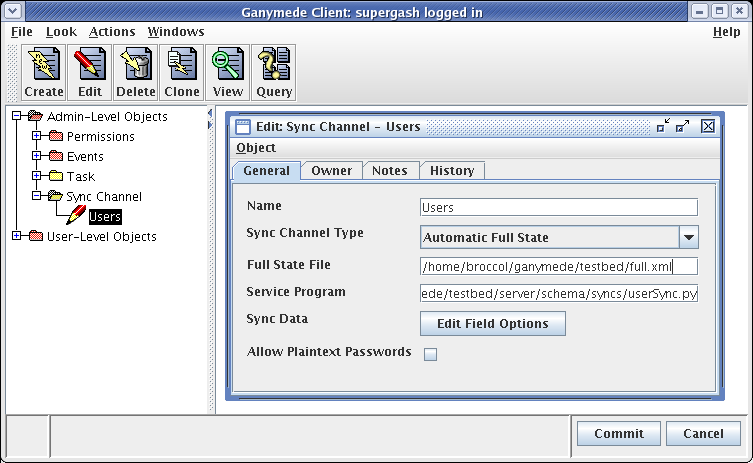 Ganymede Client: supergash logged in
File Look Actions Windows Help
Create Edit Delete Clone View Query
Admin-Level Objects
Permissions
Events
Task
Sync Channel
Users
User-Level Objects
Edit: Sync Channel - Users
Object
General Owner Notes History
Name Users
Sync Channel Type Automatic Full State
Full State File /home/broccol/ganymede/testbed/full.xml
Service Program ede/testbed/server/schema/syncs/userSync.py
Sync Data Edit Field Options
Allow Plaintext Passwords
Commit Cancel